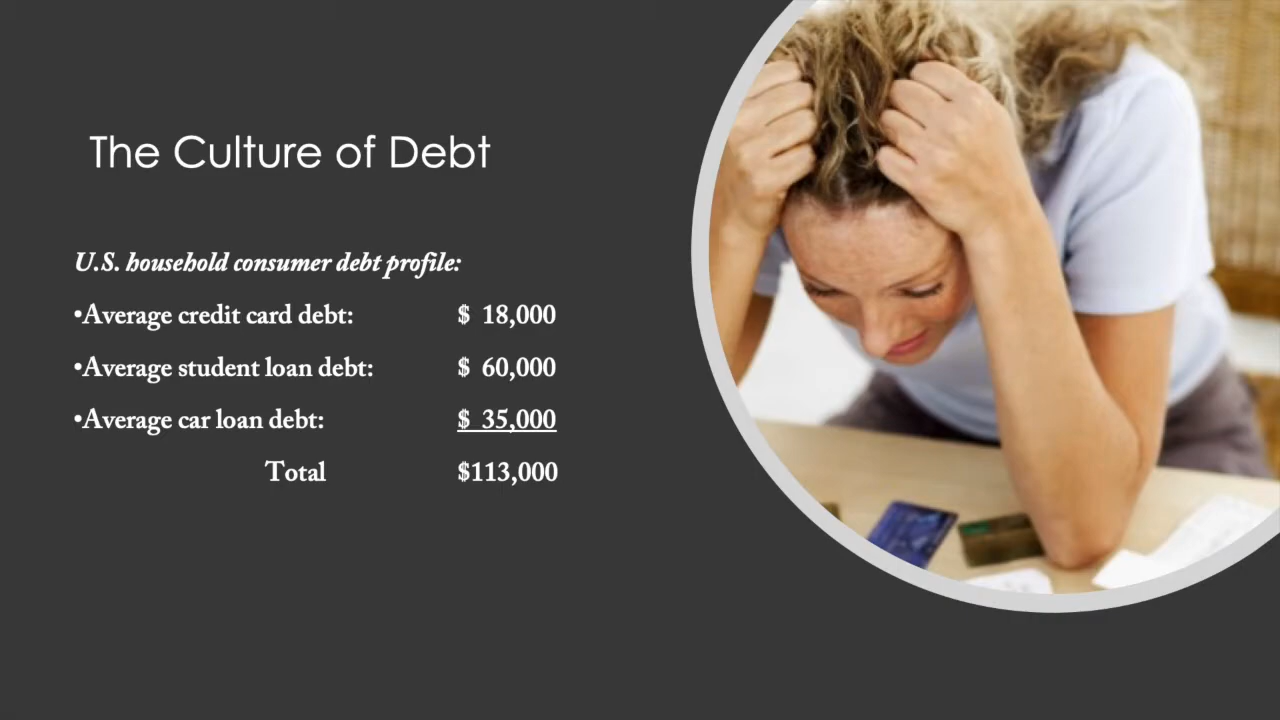 The Culture of Debt
U.S. household consumer debt profile:
•Average credit card debt: $ 18,000
•Average student loan debt: $ 60,000
•Average car loan debt: $ 35,000
Total $113,000